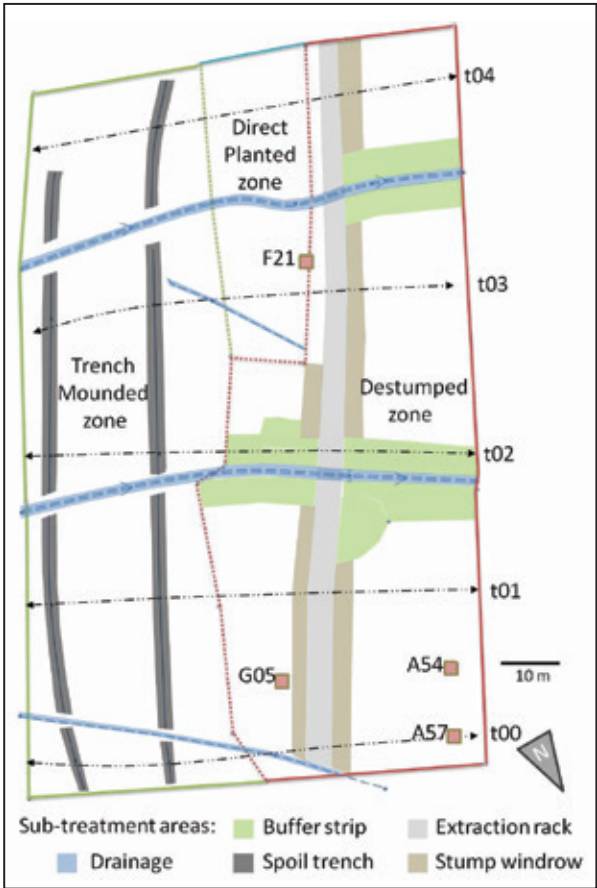 t04
Direct
Planted
zone
F21
t03
Trench
Mounded
zone
Destumped
zone
t02
t01
G05
A54
10 m
A57
t00
N
Sub-treatment areas:
Buffer strip
Extraction rack
Drainage
Spoil trench
Stump windrow